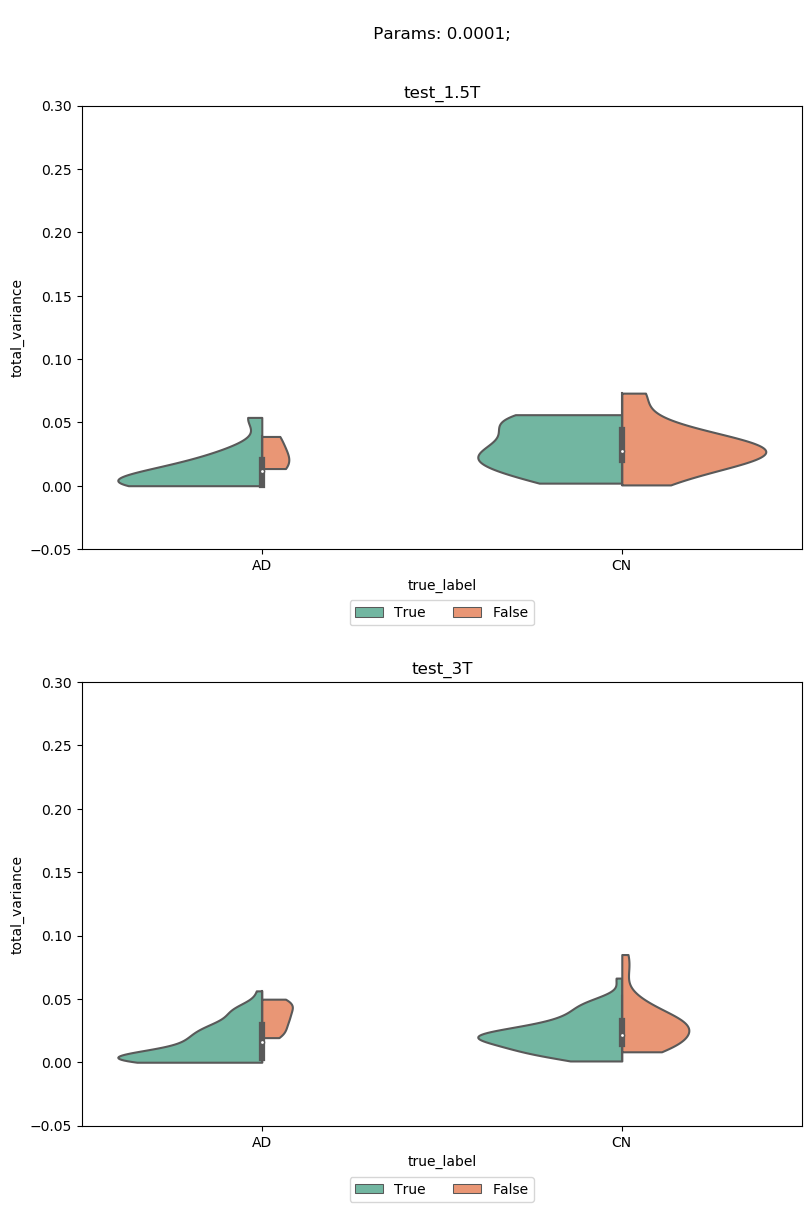 Params: 0.0001;
test_1.5T
0.30
0.25
0.20
0.15
0.10
0.05
0.00
−0.05
total_variance
AD
CN
true_label
True
False
test_3T
0.30
0.25
0.20
0.15
0.10
0.05
0.00
−0.05
total_variance
AD
CN
true_label
True
False